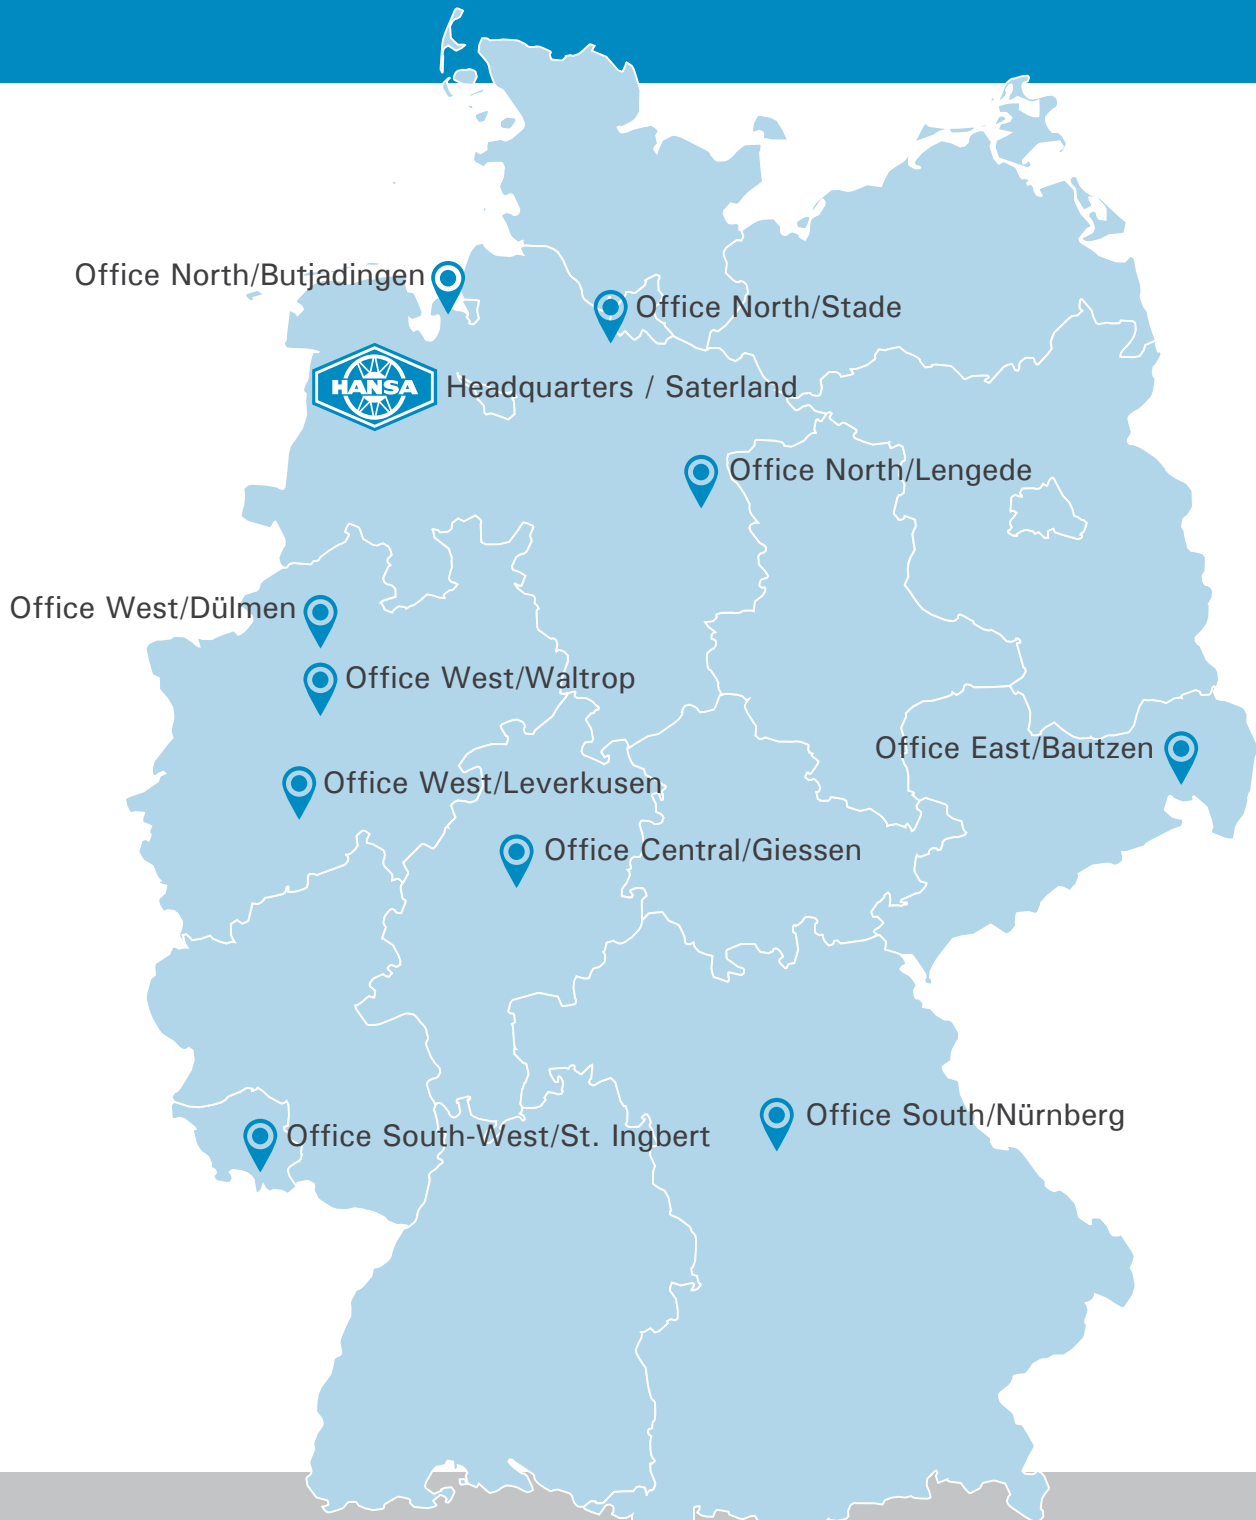 Office North/Butjadingen
Office North/Stade
HANSA
Headquarters / Saterland
Office North/Lengede
Office West/Dülmen
Office West/Waltrop
Office East/Bautzen
Office West/Leverkusen
Office Central/Giessen
Office South/Nürnberg
Office South-West/St. Ingbert